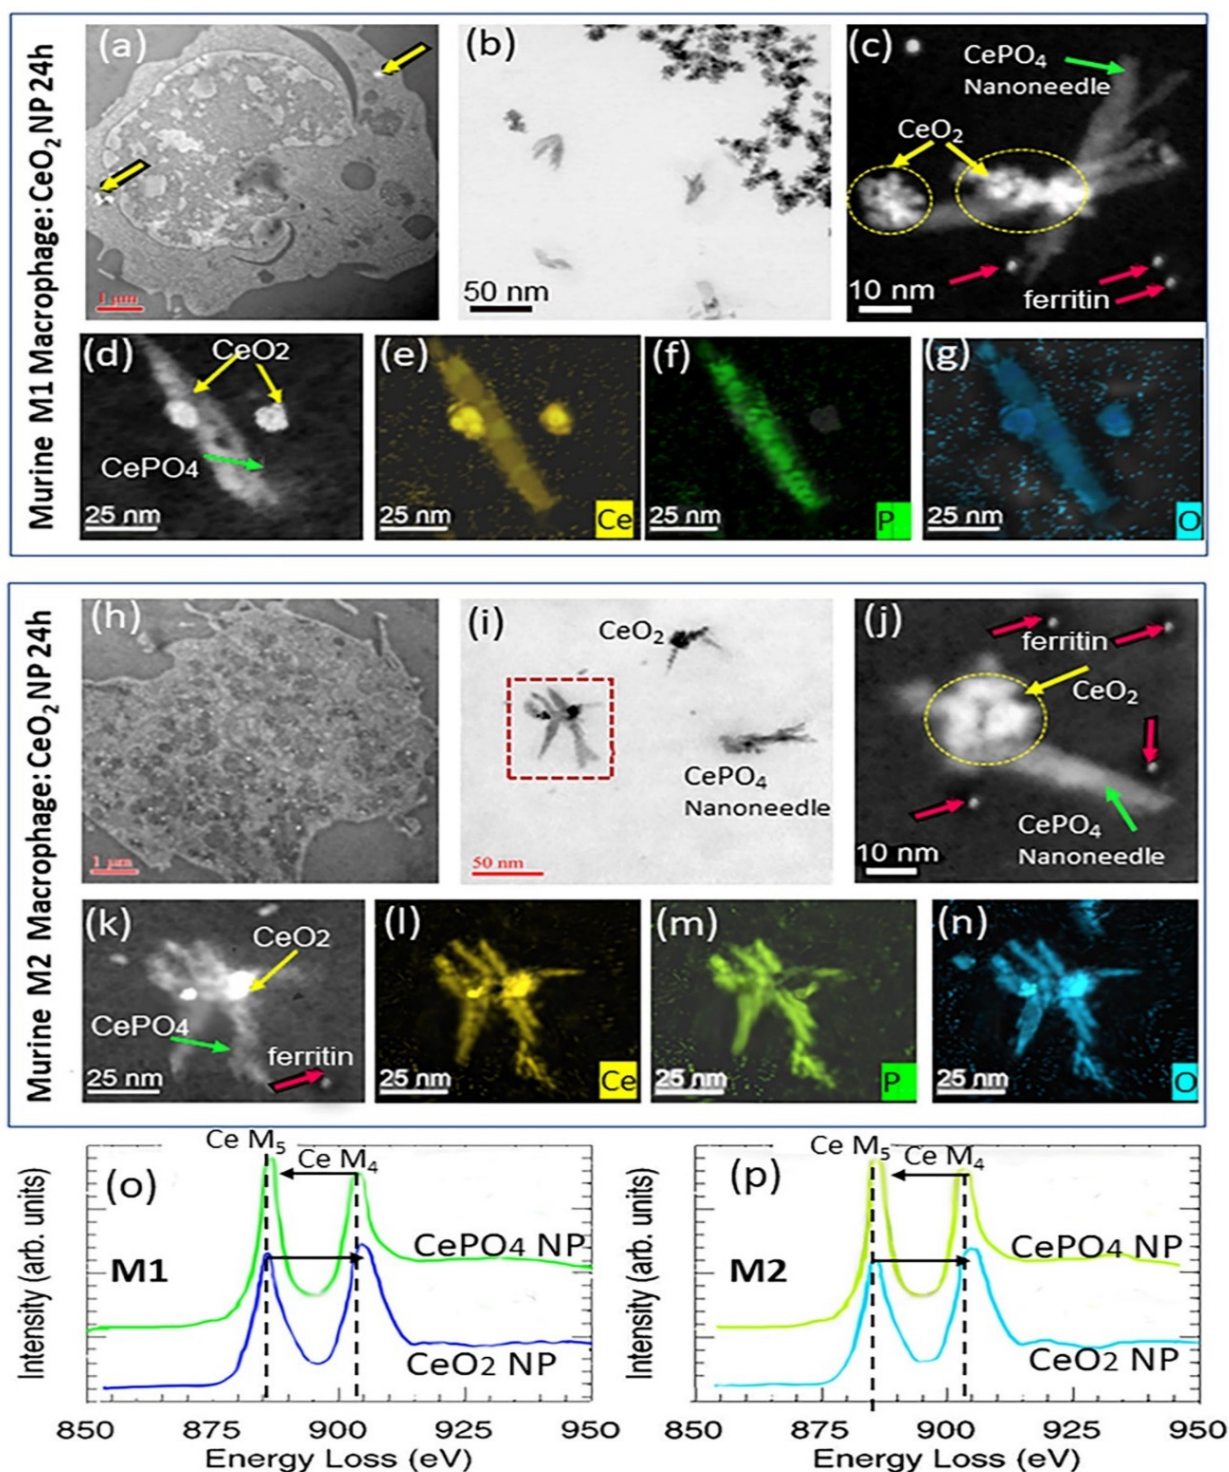 Murine M1 Macrophage: CeO2 NP 24h
(a)
1 µm
(b)
50 nm
(c)
CePO4
Nanoneedle
CeO2
ferritin
10 nm
(d)
CeO2
CePO4
25 nm
(e)
25 nm
Ce
(f)
25 nm
P
(g)
25 nm
O
Murine M2 Macrophage: CeO2 NP 24h
(h)
1 µm
(i)
CeO2
CePO4
Nanoneedle
50 nm
(j)
ferritin
CeO2
CePO4
Nanoneedle
10 nm
(k)
CeO2
CePO4
ferritin
25 nm
(l)
25 nm
Ce
(m)
25 nm
P
(n)
25 nm
O
(o)
Ce M5
Ce M4
CePO4 NP
M1
CeO2 NP
Intensity (arb. units)
850 875 900 925 950
Energy Loss (eV)
(p)
Ce M5
Ce M4
CePO4 NP
M2
CeO2 NP
Intensity (arb. units)
850 875 900 925 950
Energy Loss (eV)